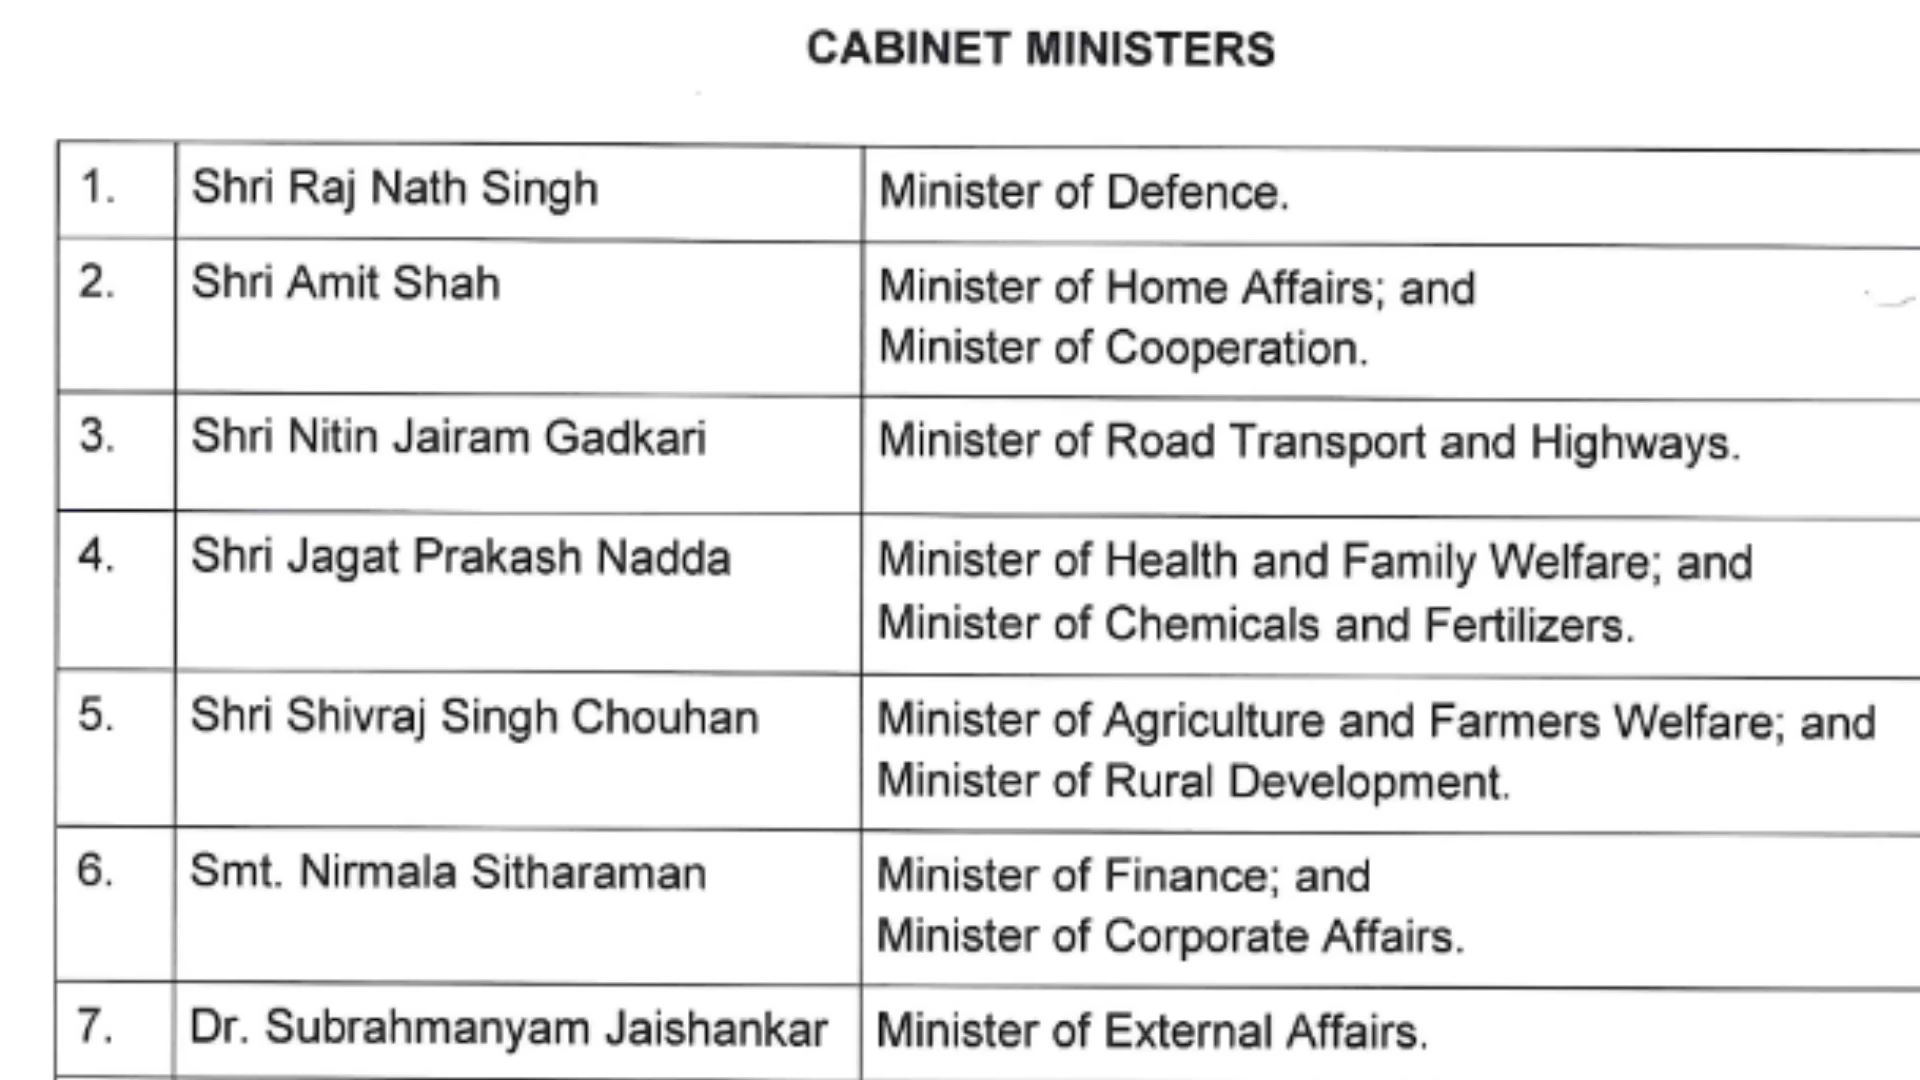 CABINET MINISTERS
1. Shri Raj Nath Singh Minister of Defence.
2. Shri Amit Shah Minister of Home Affairs; and
Minister of Cooperation.
3. Shri Nitin Jairam Gadkari Minister of Road Transport and Highways.
4. Shri Jagat Prakash Nadda Minister of Health and Family Welfare; and
Minister of Chemicals and Fertilizers.
5. Shri Shivraj Singh Chouhan Minister of Agriculture and Farmers Welfare; and
Minister of Rural Development.
6. Smt. Nirmala Sitharaman Minister of Finance; and
Minister of Corporate Affairs.
7. Dr. Subrahmanyam Jaishankar Minister of External Affairs.